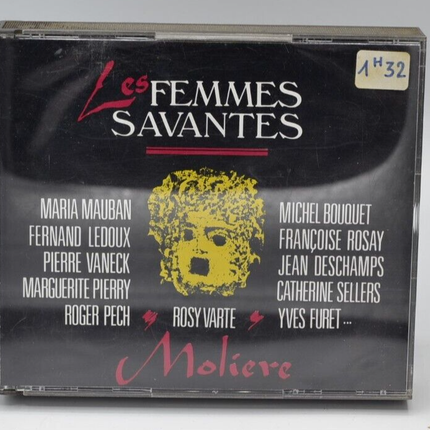 1H32
Les FEMMES
SAVANTES
MARIA MAUBAN
FERNAND LEDOUX
PIERRE VANECK
MARGUERITE PIERRY
ROGER PECH
ROSY VARTE
MICHEL BOUQUET
FRANÇOISE ROSAY
JEAN DESCHAMPS
CATHERINE SELLERS
YVES FURET...
Molière